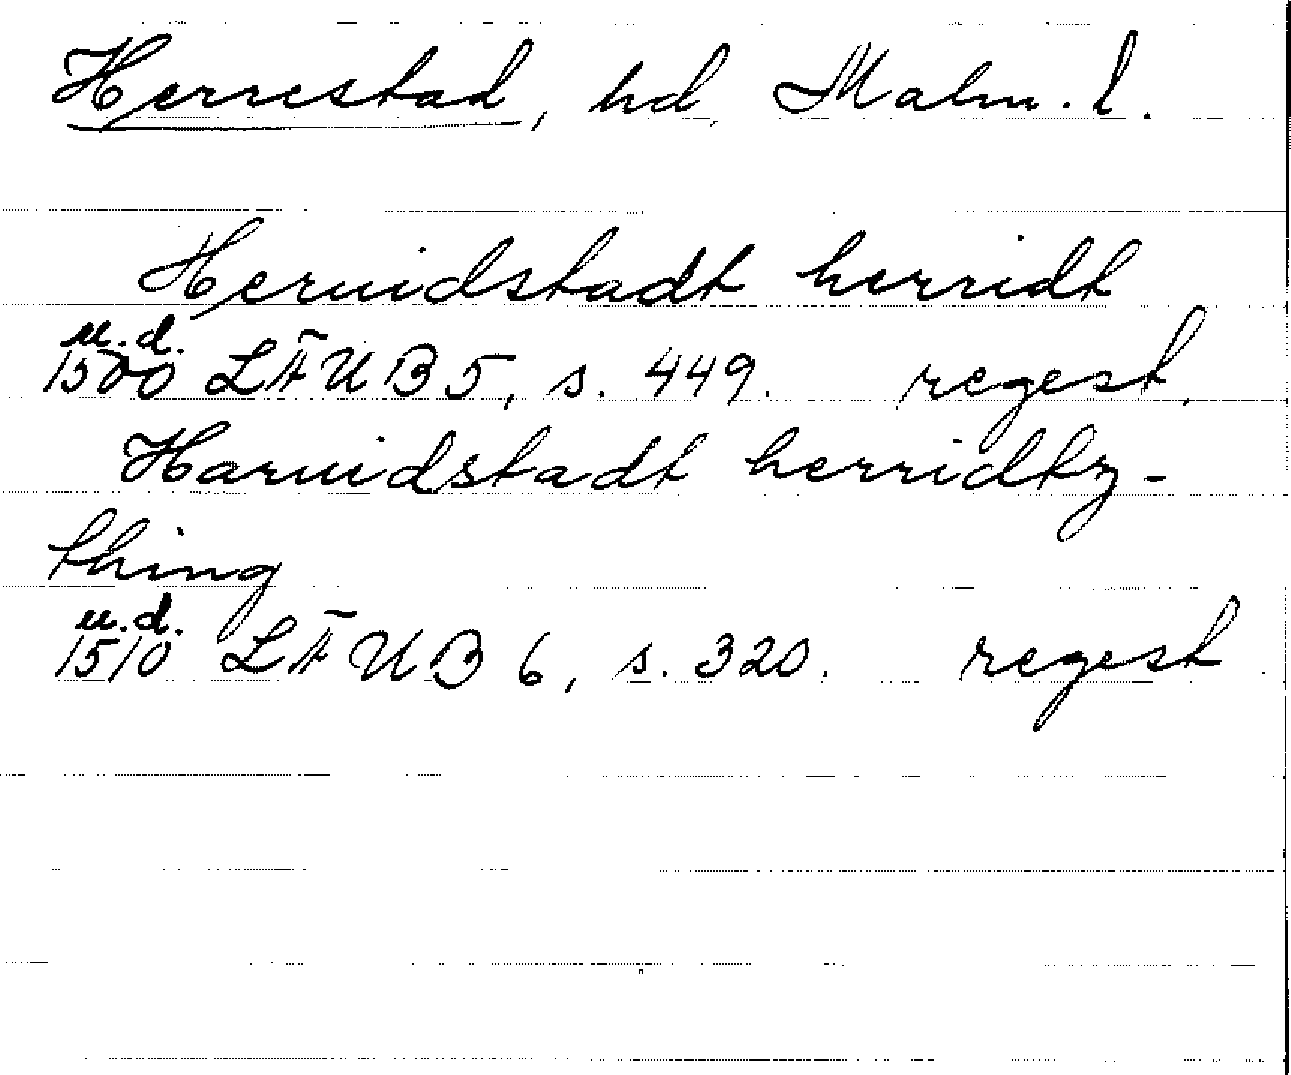 Herrestad, hd, Malm. l.
Heruidstadt herridt
u.d.
1500 LÄUB 5, s. 449. regest,
Haruidstadt herridtz-
thing
u.d.
1510 LÄUB 6, s. 320. regest